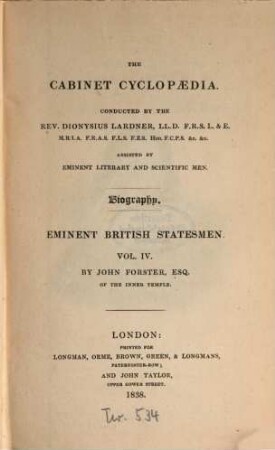 THE
CABINET CYCLOPÆDIA.
CONDUCTED BY THE
REV. DIONYSIUS LARDNER, LL.D. F.R.S. L. & E.
M.R.I.A. F.R.A.S. F.L.S. F.Z.S. Hon. F.C.P.S. &c. &c.
ASSISTED BY
EMINENT LITERARY AND SCIENTIFIC MEN.
Biography.
EMINENT BRITISH STATESMEN.
VOL. IV.
BY JOHN FORSTER, ESQ.
OF THE INNER TEMPLE.
LONDON:
PRINTED FOR
LONGMAN, ORME, BROWN, GREEN, & LONGMANS,
PATERNOSTER-ROW;
AND JOHN TAYLOR,
UPPER GOWER STREET.
1838.
534